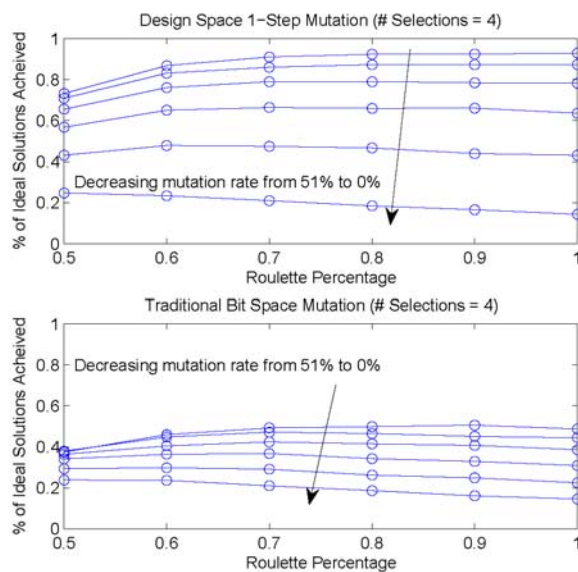 Design Space 1-Step Mutation (# Selections = 4)
1
0.8
0.6
0.4
0.2
0
% of Ideal Solutions Acheived
Decreasing mutation rate from 51% to 0%
0.5 0.6 0.7 0.8 0.9 1
Roulette Percentage
Traditional Bit Space Mutation (# Selections = 4)
1
0.8
0.6
0.4
0.2
0
% of Ideal Solutions Acheived
Decreasing mutation rate from 51% to 0%
0.5 0.6 0.7 0.8 0.9 1
Roulette Percentage